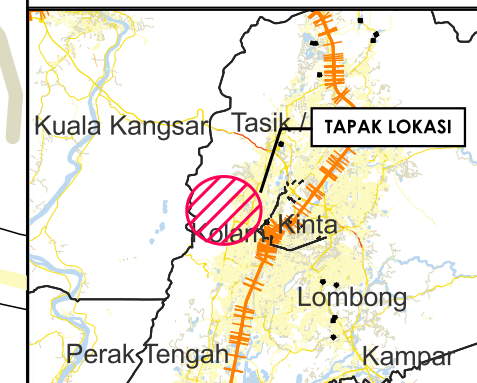 Kuala Kangsar
Tasik /
TAPAK LOKASI
Kolam
Kinta
Lombong
Perak Tengah
Kampar